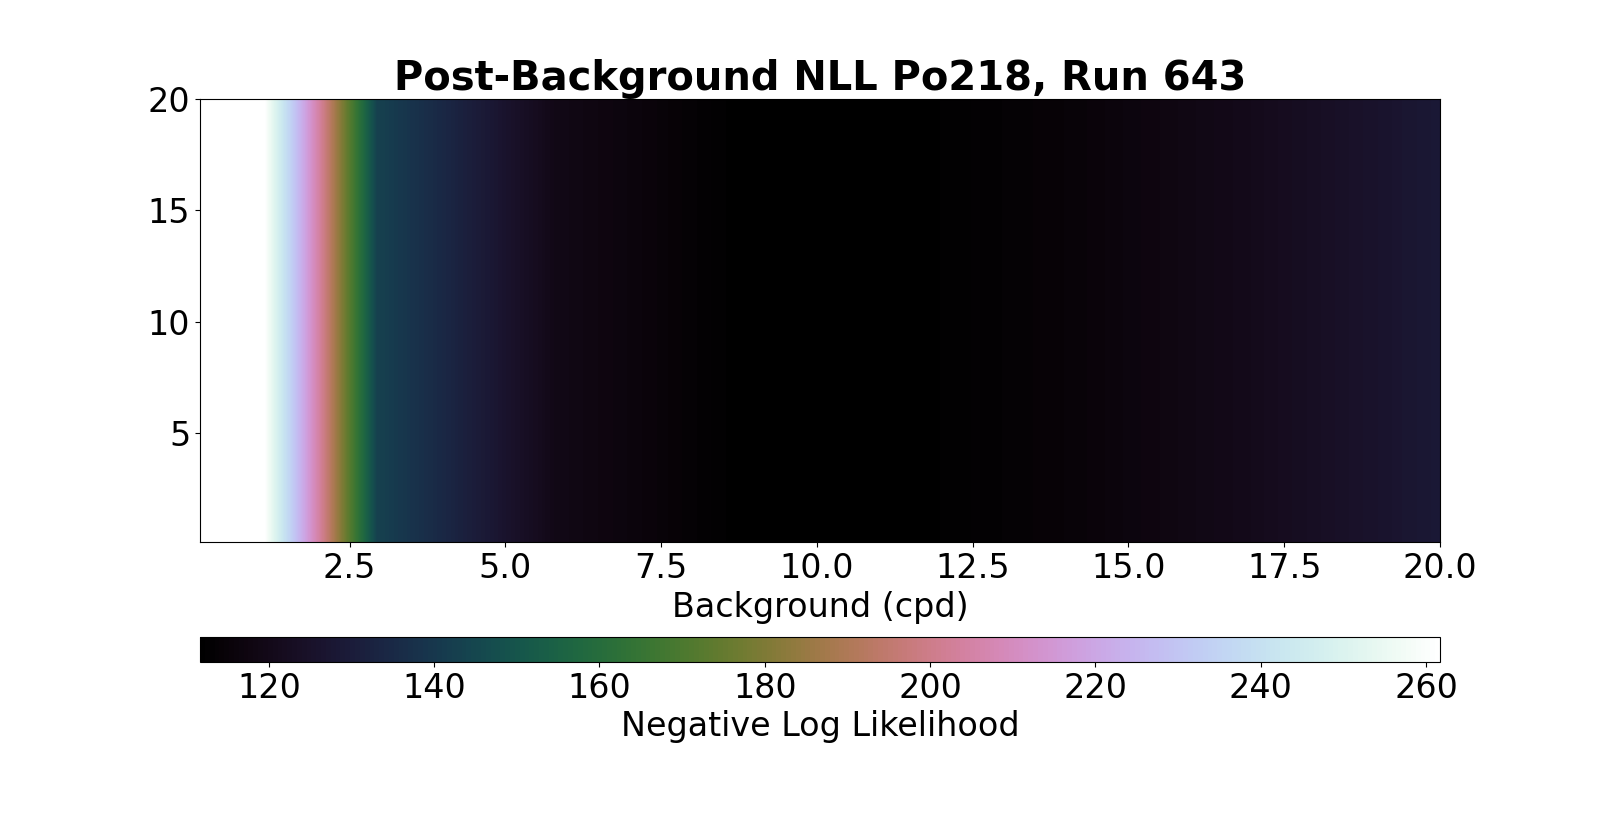 Post-Background NLL Po218, Run 643
20
15
10
5
2.5 5.0 7.5 10.0 12.5 15.0 17.5 20.0
Background (cpd)
120 140 160 180 200 220 240 260
Negative Log Likelihood